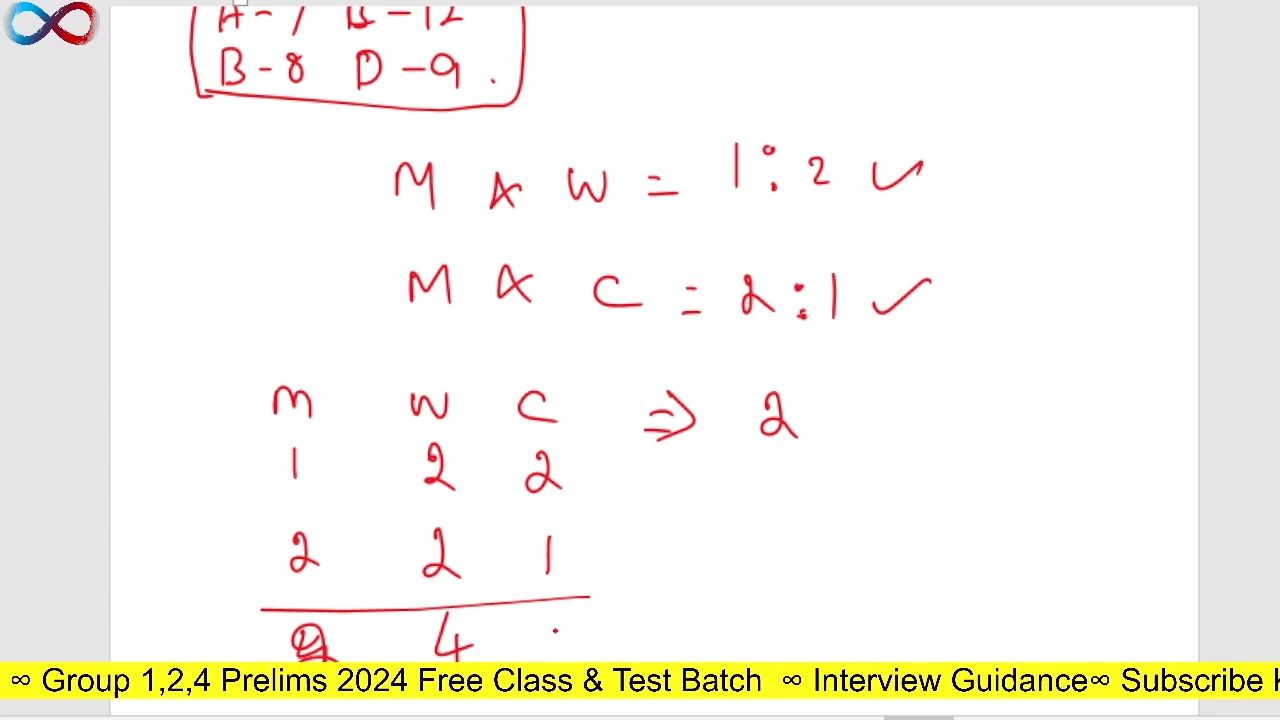 B - 8 D - 9 .
M & W = 1 : 2 ✓
M & C = 2 : 1 ✓
M W C ⇒ 2
1 2 2
2 2 1
4
∞ Group 1,2,4 Prelims 2024 Free Class & Test Batch ∞ Interview Guidance∞ Subscribe